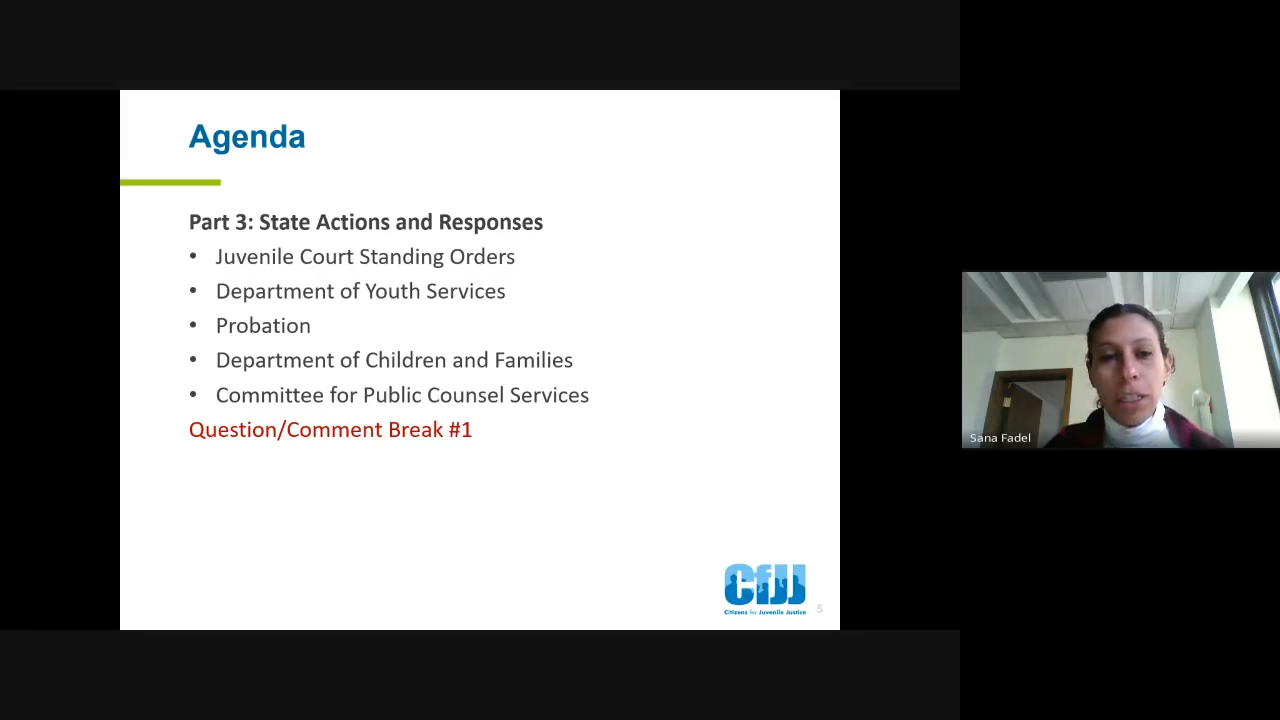 Agenda
Part 3: State Actions and Responses
• Juvenile Court Standing Orders
• Department of Youth Services
• Probation
• Department of Children and Families
• Committee for Public Counsel Services
Question/Comment Break #1
CfJJ
Citizens for Juvenile Justice
5
Sana Fadel